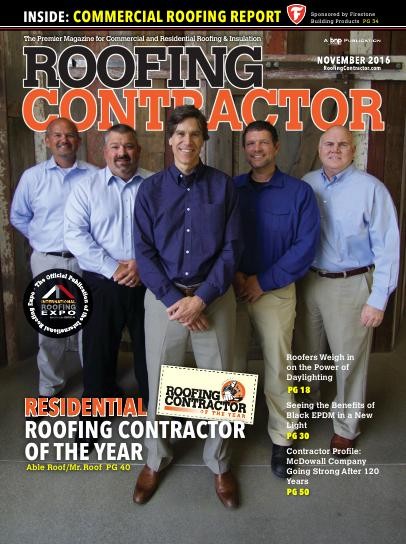 INSIDE: COMMERCIAL ROOFING REPORT
Sponsored by Firestone
Building Products PG 34
The Premier Magazine for Commercial and Residential Roofing & Insulation
A bnp PUBLICATION
ROOFING
CONTRACTOR
NOVEMBER 2016
RoofingContractor.com
The Official Publication of the International Roofing Expo
INTERNATIONAL
ROOFING
EXPO
Roofers Weigh in
on the Power of
Daylighting
PG 18
ROOFING
CONTRACTOR
OF THE YEAR
Seeing the Benefits of
Black EPDM in a New
Light
PG 30
RESIDENTIAL
ROOFING CONTRACTOR
OF THE YEAR
Able Roof/Mr. Roof PG 40
Contractor Profile:
McDowall Company
Going Strong After 120
Years
PG 50